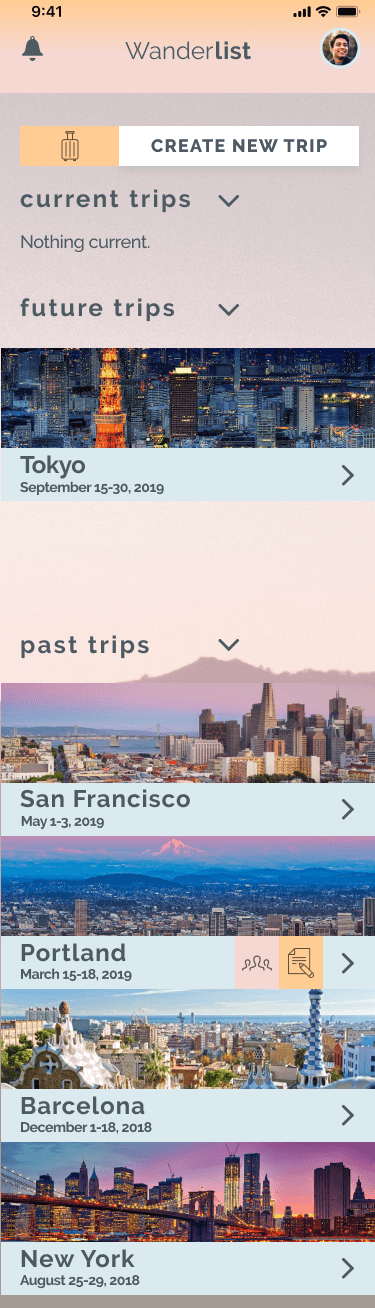 9:41
Wanderlist
CREATE NEW TRIP
current trips
Nothing current.
future trips
Tokyo
September 15-30, 2019
past trips
San Francisco
May 1-3, 2019
Portland
March 15-18, 2019
Barcelona
December 1-18, 2018
New York
August 25-29, 2018